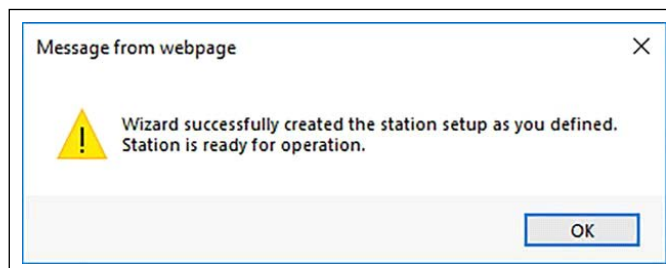 Message from webpage
Wizard successfully created the station setup as you defined.
Station is ready for operation.
OK